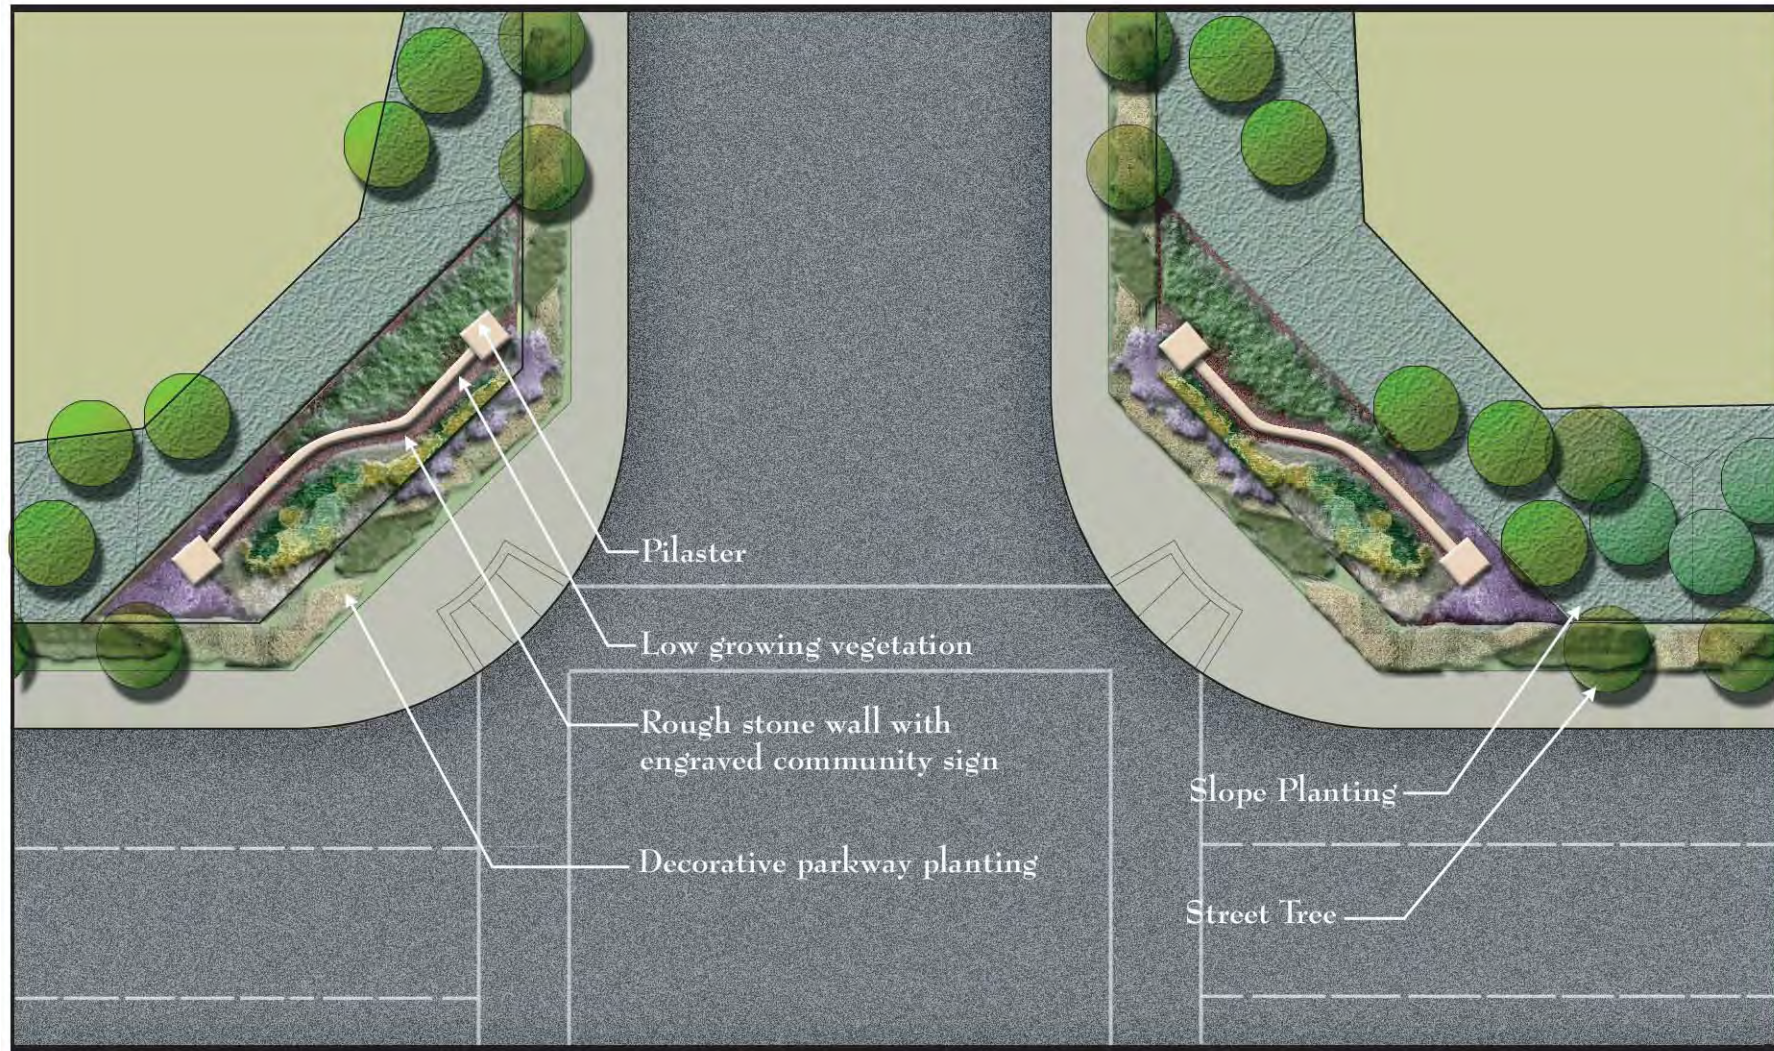 Pilaster
Low growing vegetation
Rough stone wall with
engraved community sign
Decorative parkway planting
Slope Planting
Street Tree